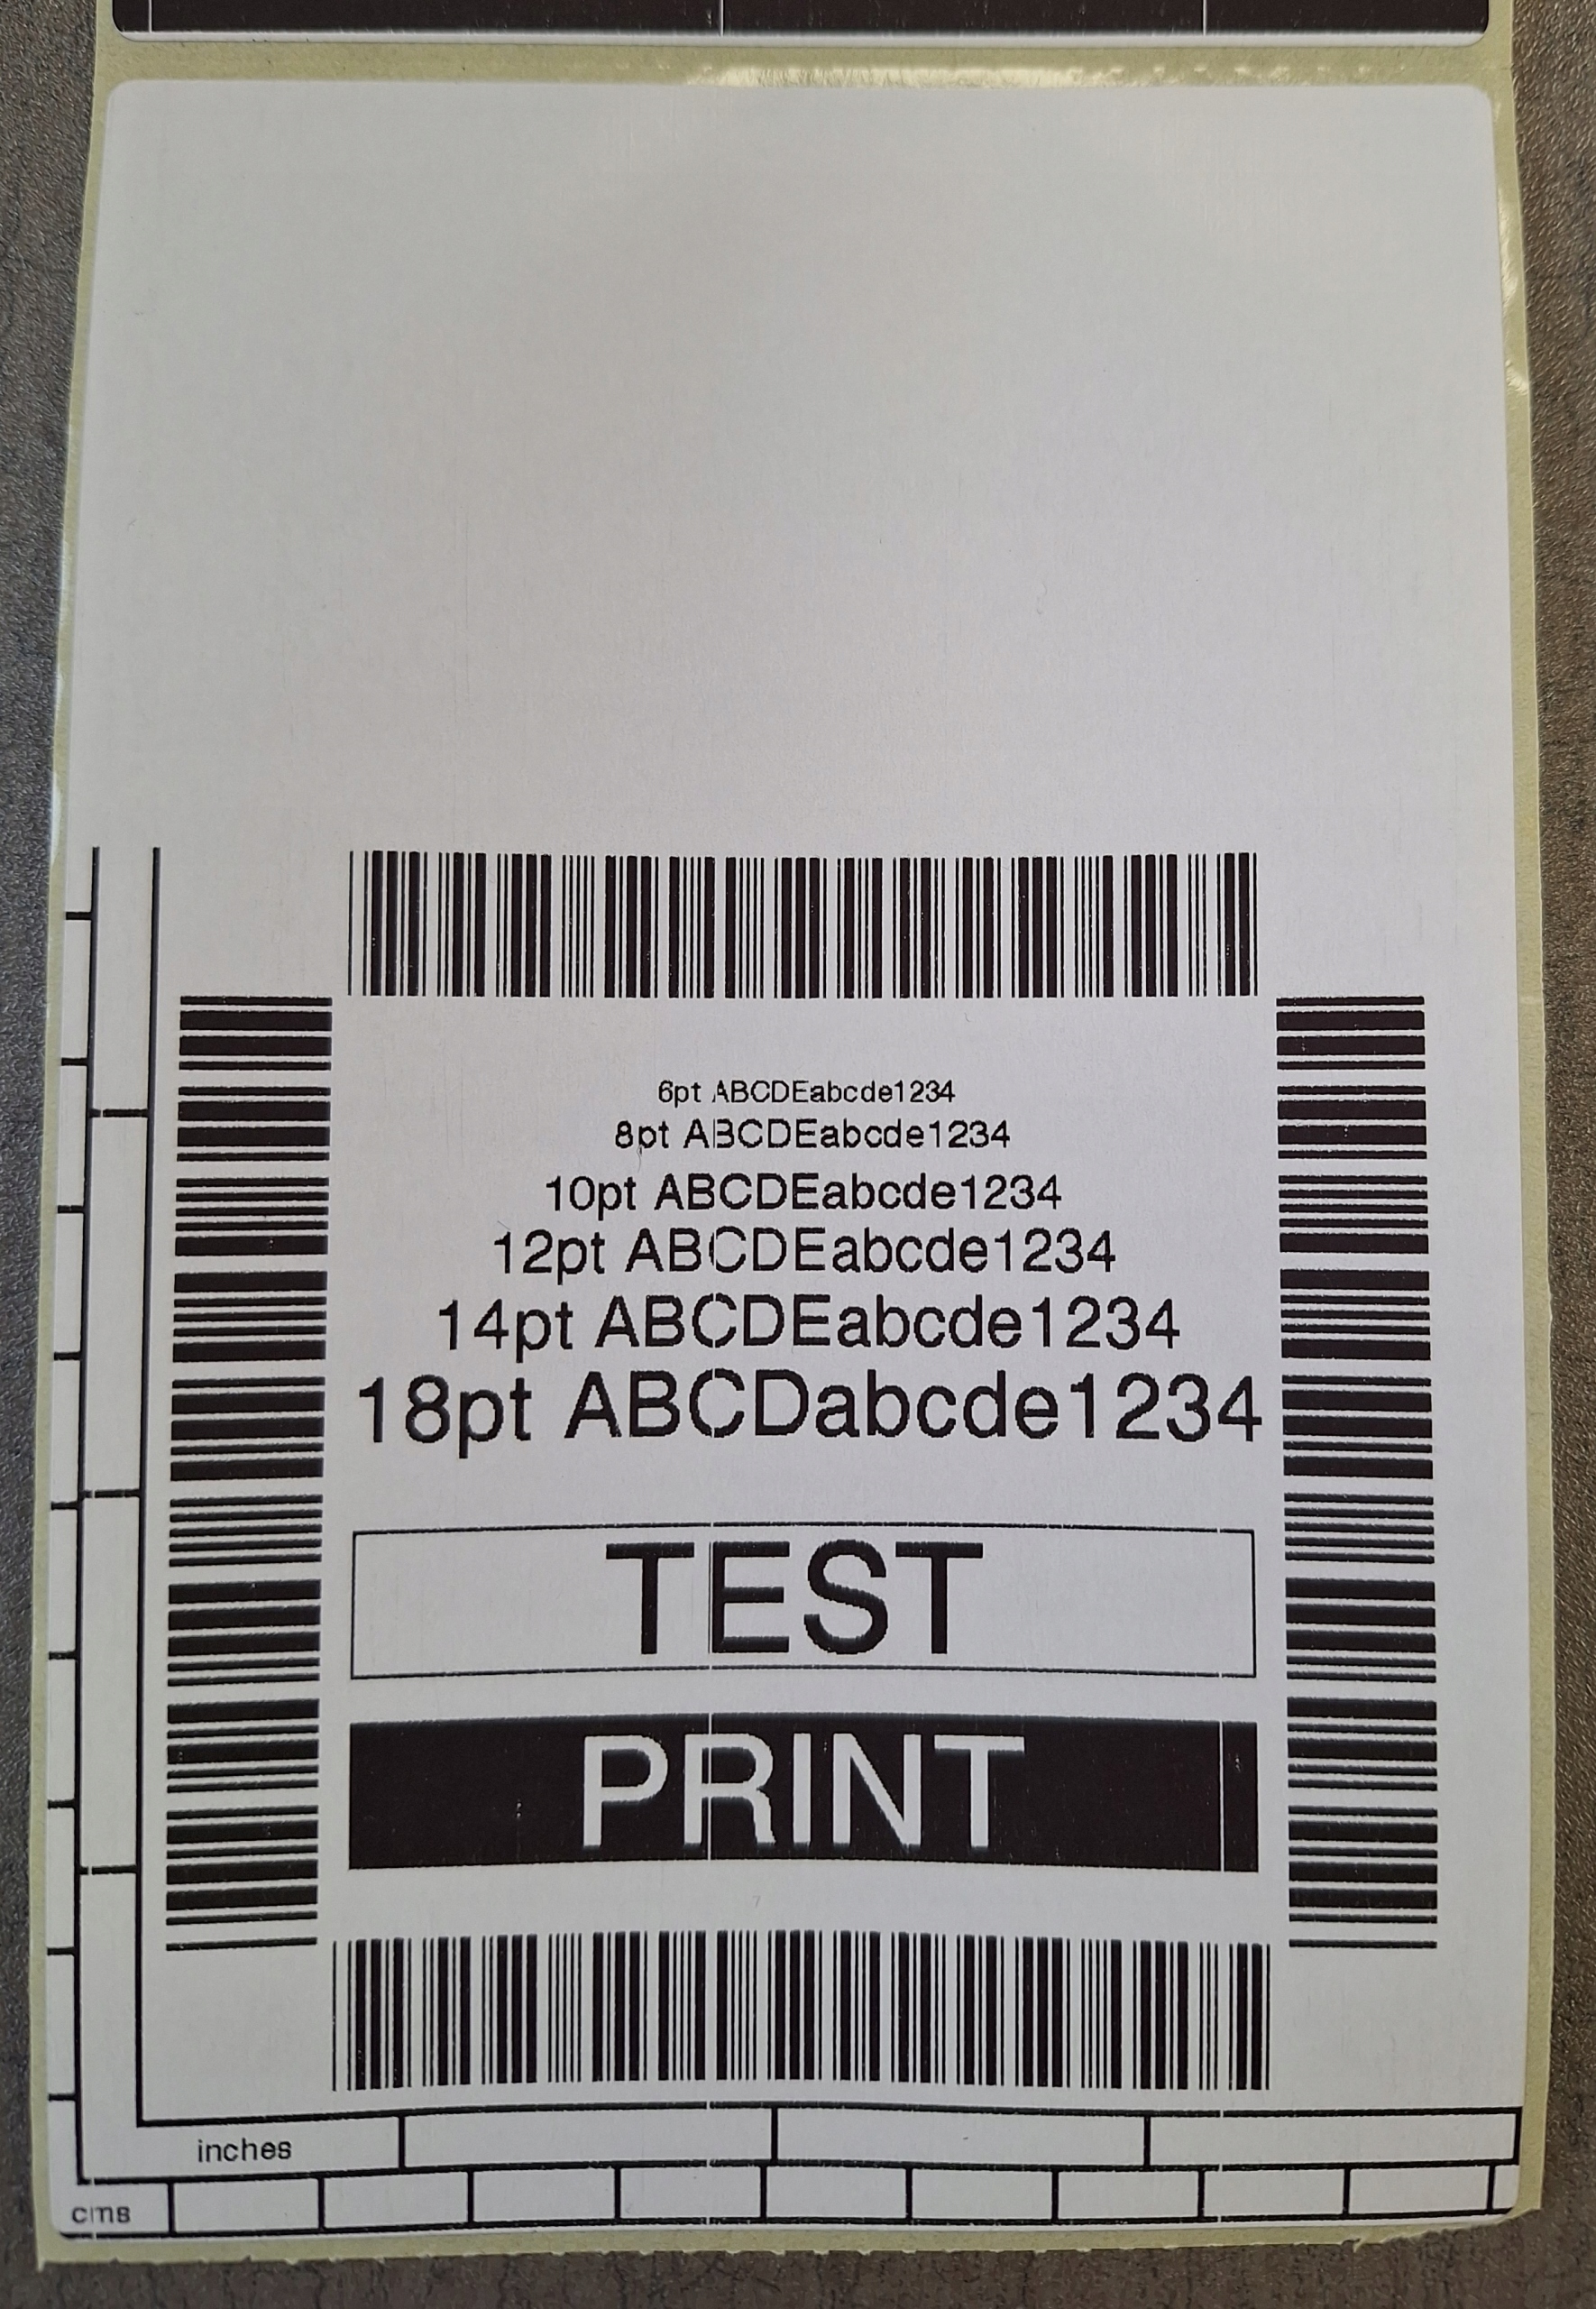 6pt ABCDEabcde1234
8pt ABCDEabcde1234
10pt ABCDEabcde1234
12pt ABCDEabcde1234
14pt ABCDEabcde1234
18pt ABCDabcde1234
TEST
PRINT
inches
cms